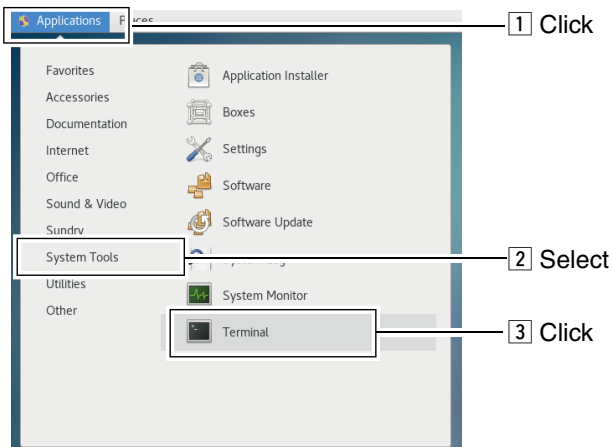 Applications
1 Click
Favorites
Accessories
Documentation
Internet
Office
Sound & Video
Sundry
System Tools
Utilities
Other
Application Installer
Boxes
Settings
Software
Software Update
System Monitor
Terminal
2 Select
3 Click